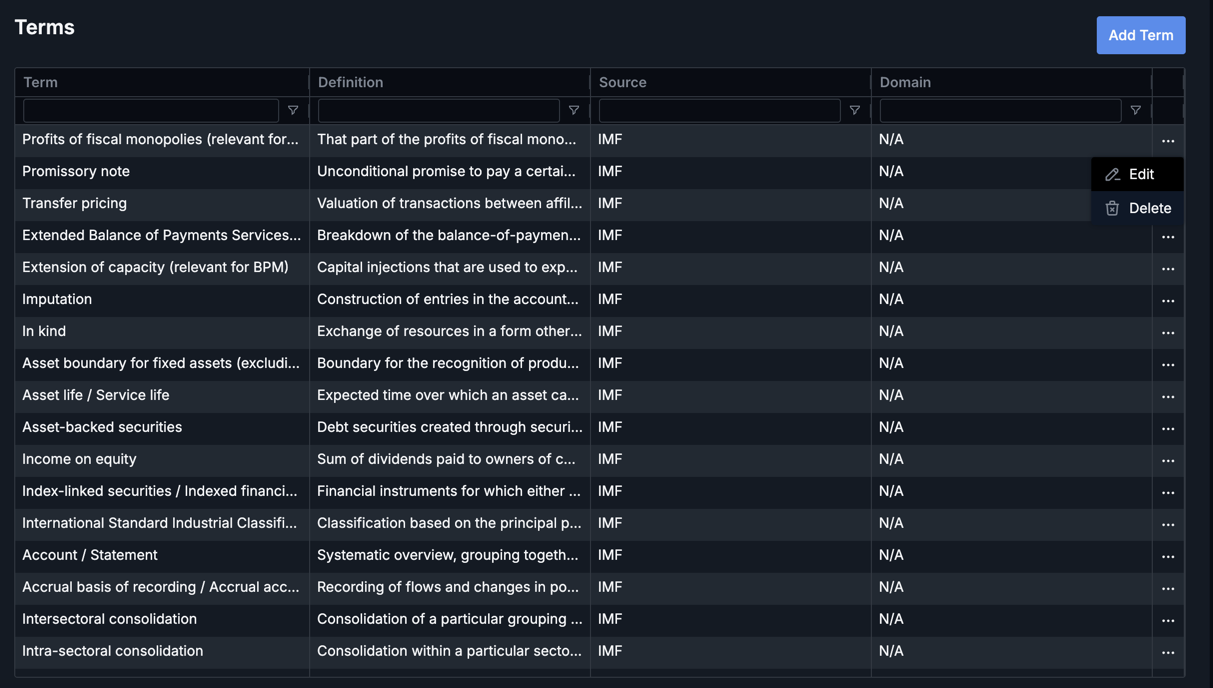 Terms
Add Term
Term Definition Source Domain
Profits of fiscal monopolies (relevant for... That part of the profits of fiscal mono... IMF N/A ...
Promissory note Unconditional promise to pay a certai... IMF N/A Edit
Transfer pricing Valuation of transactions between affil... IMF N/A Delete
Extended Balance of Payments Services... Breakdown of the balance-of-paymen... IMF N/A ...
Extension of capacity (relevant for BPM) Capital injections that are used to exp... IMF N/A ...
Imputation Construction of entries in the account... IMF N/A ...
In kind Exchange of resources in a form other... IMF N/A ...
Asset boundary for fixed assets (excludi... Boundary for the recognition of produ... IMF N/A ...
Asset life / Service life Expected time over which an asset ca... IMF N/A ...
Asset-backed securities Debt securities created through securi... IMF N/A ...
Income on equity Sum of dividends paid to owners of c... IMF N/A ...
Index-linked securities / Indexed financi... Financial instruments for which either ... IMF N/A ...
International Standard Industrial Classifi... Classification based on the principal p... IMF N/A ...
Account / Statement Systematic overview, grouping togeth... IMF N/A ...
Accrual basis of recording / Accrual acc... Recording of flows and changes in po... IMF N/A ...
Intersectoral consolidation Consolidation of a particular grouping ... IMF N/A ...
Intra-sectoral consolidation Consolidation within a particular secto... IMF N/A ...